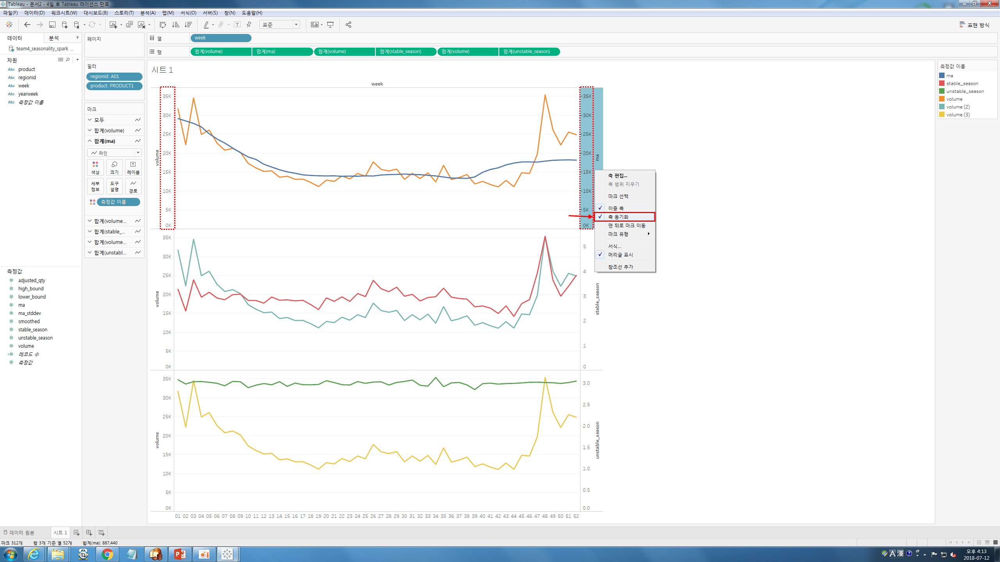 Tableau - 문서2 - 4일 후 Tableau 라이선스 만료
파일(F) 데이터(D) 워크시트(W) 대시보드(B) 스토리(T) 분석(A) 맵(M) 서식(O) 서버(S) 창(N) 도움말(H)
표준
표현 방식
데이터 분석
team4_seasonality_spark ...
차원
Abc product
Abc regionid
Abc week
Abc yearweek
Abc 측정값 이름
측정값
adjusted_qty
high_bound
lower_bound
ma
ma_stddev
smoothed
stable_season
unstable_season
volume
레코드 수
측정값
페이지
필터
regionid: A01
product: PRODUCT1
마크
모두
합계(volume)
합계(ma)
라인
색상 크기 레이블
세부 정보 도구 설명 경로
측정값 이름
합계(volume...
합계(stable_...
합계(volume...
합계(unstabl...
열 week
행 합계(volume) 합계(ma) 합계(volume) 합계(stable_season) 합계(volume) 합계(unstable_season)
시트 1
week
35K
30K
25K
20K
15K
10K
5K
0K
volume
35K
30K
25K
20K
15K
10K
5K
0K
ma
축 편집...
축 범위 지우기
마크 선택
이중 축
축 동기화
맨 뒤로 마크 이동
마크 유형
서식...
머리글 표시
참조선 추가
35K
30K
25K
20K
15K
10K
5K
0K
volume
5
4
3
2
1
0
stable_season
35K
30K
25K
20K
15K
10K
5K
0K
volume
3.0
2.5
2.0
1.5
1.0
0.5
0.0
unstable_season
01 02 03 04 05 06 07 08 09 10 11 12 13 14 15 16 17 18 19 20 21 22 23 24 25 26 27 28 29 30 31 32 33 34 35 36 37 38 39 40 41 42 43 44 45 46 47 48 49 50 51 52
측정값 이름
ma
stable_season
unstable_season
volume
volume (2)
volume (3)
데이터 원본 시트 1
마크 312개 행 3개 기준 열 52개 합계(ma): 887,440
A 漢
오후 4:13
2018-07-12